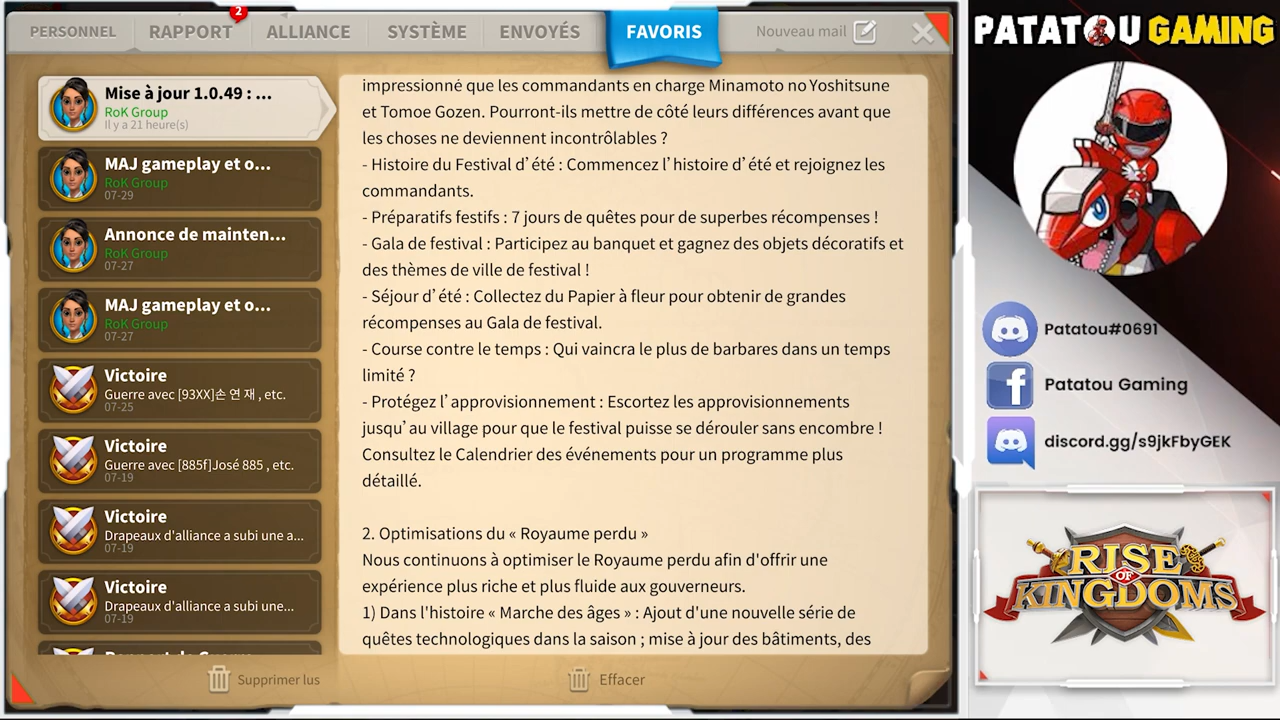 PERSONNEL
RAPPORT
2
ALLIANCE
SYSTÈME
ENVOYÉS
FAVORIS
Nouveau mail
Mise à jour 1.0.49 : ...
RoK Group
Il y a 21 heure(s)
MAJ gameplay et o...
RoK Group
07-29
Annonce de mainten...
RoK Group
07-27
MAJ gameplay et o...
RoK Group
07-27
Victoire
Guerre avec [93XX]손 연 재 , etc.
07-25
Victoire
Guerre avec [885f]José 885 , etc.
07-19
Victoire
Drapeaux d'alliance a subi une a...
07-19
Victoire
Drapeaux d'alliance a subi une...
07-19
Supprimer lus
impressionné que les commandants en charge Minamoto no Yoshitsune
et Tomoe Gozen. Pourront-ils mettre de côté leurs différences avant que
les choses ne deviennent incontrôlables ?
- Histoire du Festival d’été : Commencez l’histoire d’été et rejoignez les
commandants.
- Préparatifs festifs : 7 jours de quêtes pour de superbes récompenses !
- Gala de festival : Participez au banquet et gagnez des objets décoratifs et
des thèmes de ville de festival !
- Séjour d’été : Collectez du Papier à fleur pour obtenir de grandes
récompenses au Gala de festival.
- Course contre le temps : Qui vaincra le plus de barbares dans un temps
limité ?
- Protégez l’approvisionnement : Escortez les approvisionnements
jusqu’au village pour que le festival puisse se dérouler sans encombre !
Consultez le Calendrier des événements pour un programme plus
détaillé.
2. Optimisations du « Royaume perdu »
Nous continuons à optimiser le Royaume perdu afin d'offrir une
expérience plus riche et plus fluide aux gouverneurs.
1) Dans l'histoire « Marche des âges » : Ajout d'une nouvelle série de
quêtes technologiques dans la saison ; mise à jour des bâtiments, des
Effacer
PATATOU GAMING
Patatou#0691
Patatou Gaming
discord.gg/s9jkFbyGEK
RISE
OF
KINGDOMS